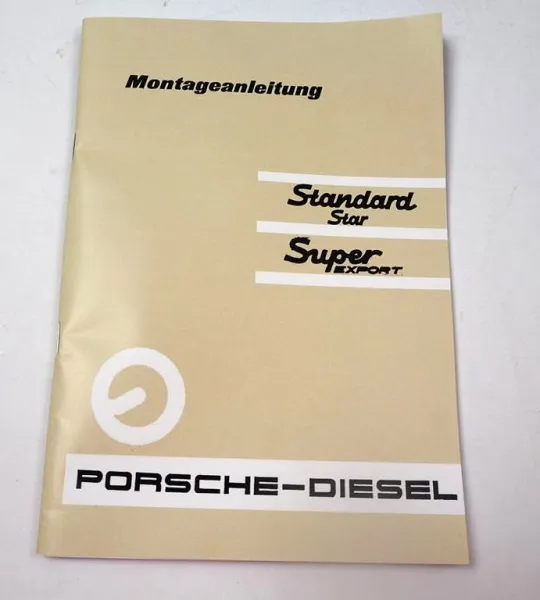 Montageanleitung
Standard
Star
Super
EXPORT
PORSCHE-DIESEL